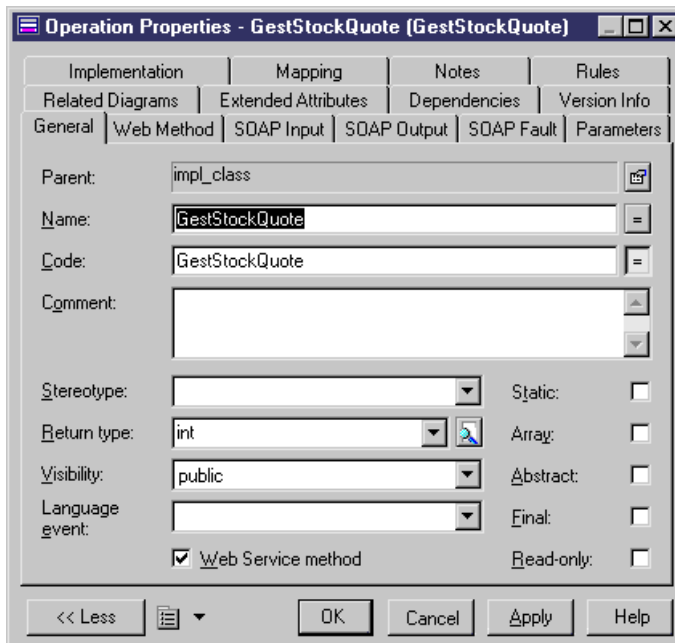 Operation Properties - GestStockQuote (GestStockQuote)
Implementation Mapping Notes Rules
Related Diagrams Extended Attributes Dependencies Version Info
General Web Method SOAP Input SOAP Output SOAP Fault Parameters
Parent: impl_class
Name: GestStockQuote =
Code: GestStockQuote =
Comment:
Stereotype: Static:
Return type: int Array:
Visibility: public Abstract:
Language event: Final:
Web Service method Read-only:
<< Less OK Cancel Apply Help